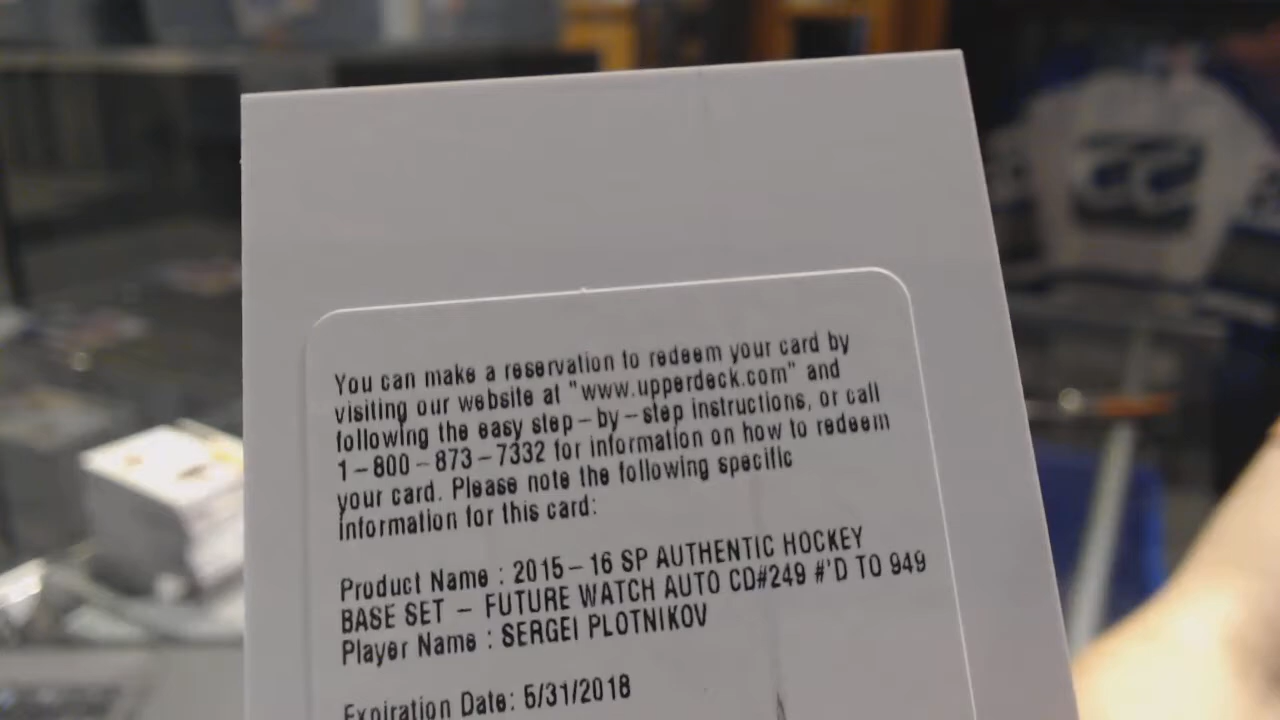 You can make a reservation to redeem your card by
visiting our website at "www.upperdeck.com" and
following the easy step-by-step instructions, or call
1-800-873-7332 for information on how to redeem
your card. Please note the following specific
information for this card:
Product Name : 2015-16 SP AUTHENTIC HOCKEY
BASE SET - FUTURE WATCH AUTO CD#249 #'D TO 949
Player Name : SERGEI PLOTNIKOV
Expiration Date: 5/31/2018